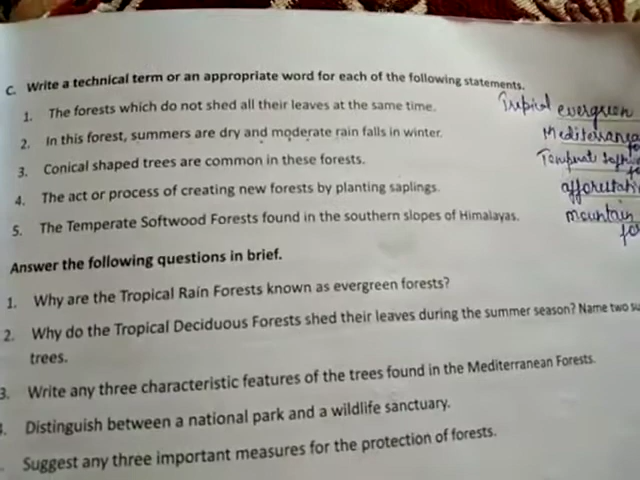 C. Write a technical term or an appropriate word for each of the following statements.
1. The forests which do not shed all their leaves at the same time. Tropical evergreen
2. In this forest, summers are dry and moderate rain falls in winter.
3. Conical shaped trees are common in these forests.
4. The act or process of creating new forests by planting saplings.
5. The Temperate Softwood Forests found in the southern slopes of Himalayas. mountain
Answer the following questions in brief.
1. Why are the Tropical Rain Forests known as evergreen forests?
2. Why do the Tropical Deciduous Forests shed their leaves during the summer season? Name two
trees.
3. Write any three characteristic features of the trees found in the Mediterranean Forests.
Distinguish between a national park and a wildlife sanctuary.
Suggest any three important measures for the protection of forests.